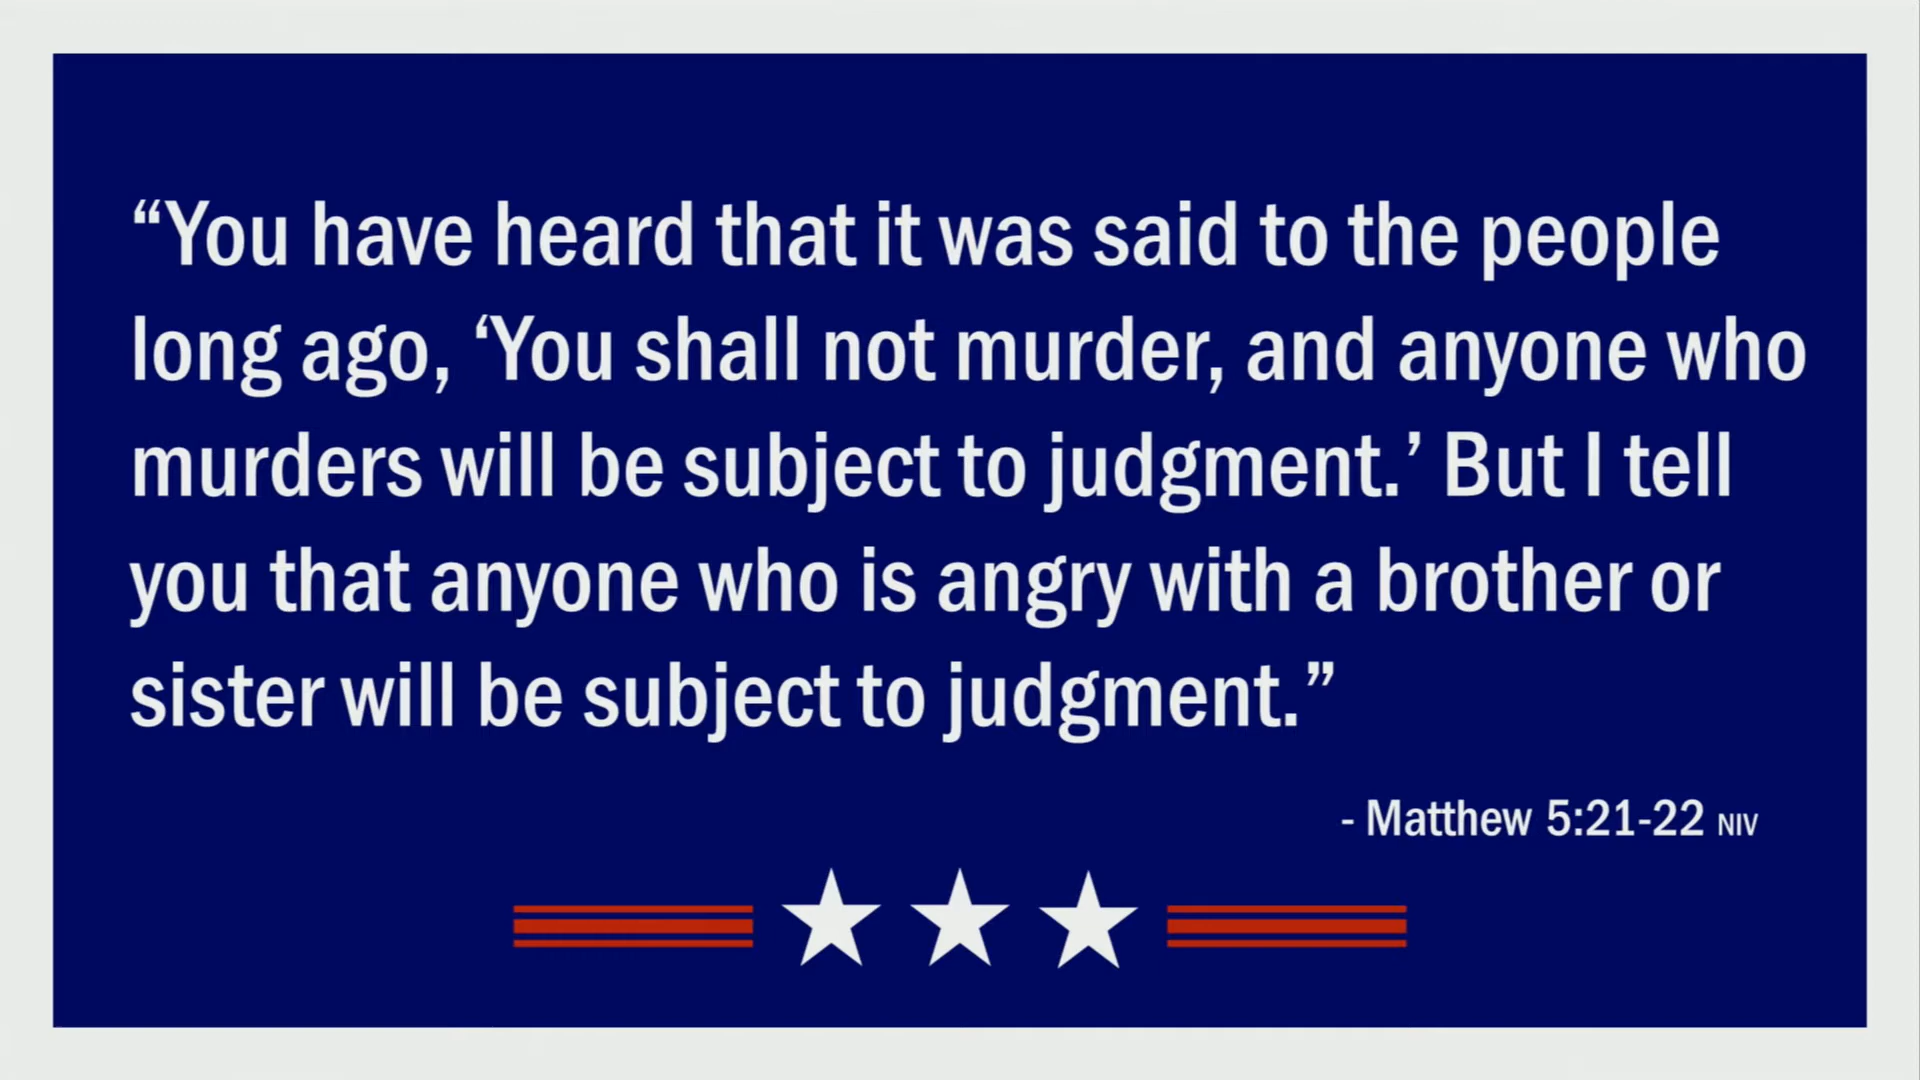 “You have heard that it was said to the people
long ago, ‘You shall not murder, and anyone who
murders will be subject to judgment.’ But I tell
you that anyone who is angry with a brother or
sister will be subject to judgment.”
- Matthew 5:21-22 NIV